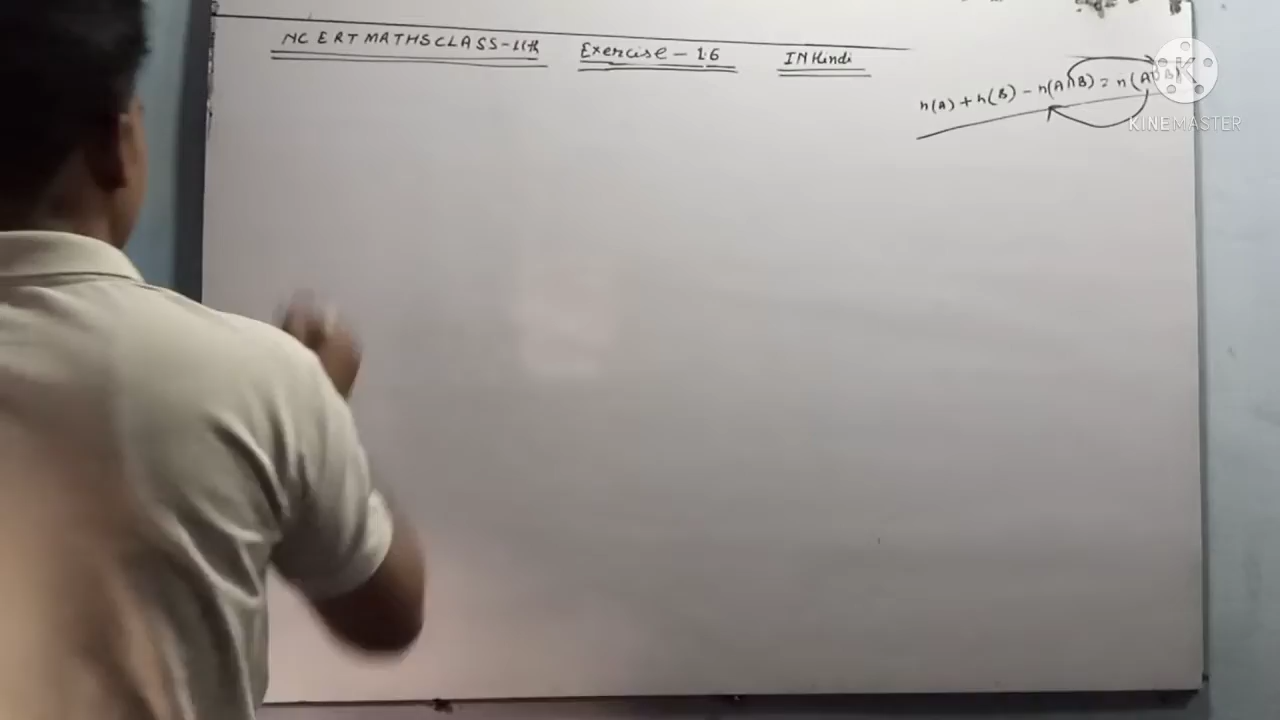 NCERT MATHS CLASS-11th Exercise - 1.6 IN Hindi
n(A) + n(B) - n(A∩B) = n(A∪B)
KINEMASTER